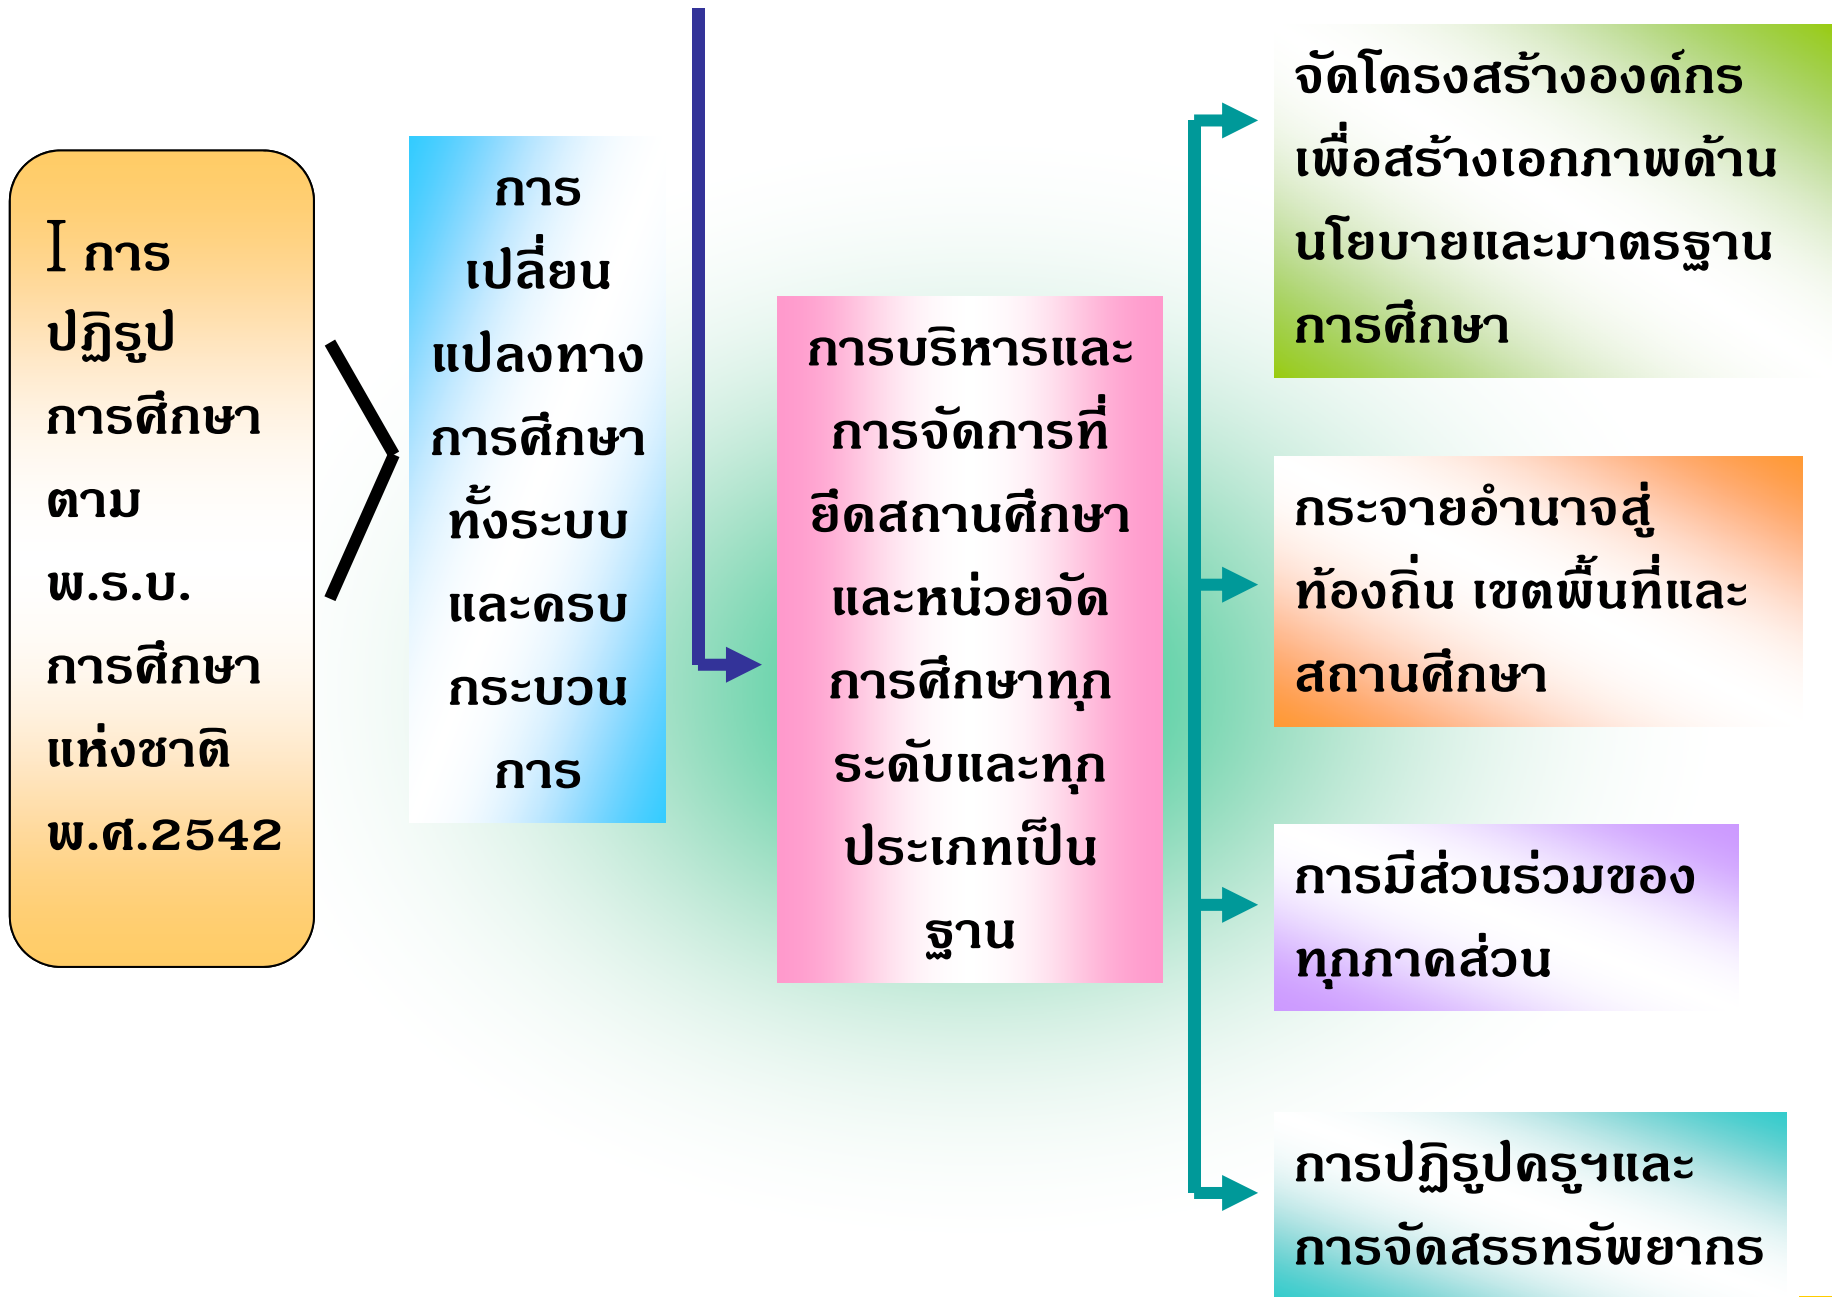 I การ
ปฏิรูป
การศึกษา
ตาม
พ.ร.บ.
การศึกษา
แห่งชาติ
พ.ศ.2542
การ
เปลี่ยน
แปลงทาง
การศึกษา
ทั้งระบบ
และครบ
กระบวน
การ
การบริหารและ
การจัดการที่
ยึดสถานศึกษา
และหน่วยจัด
การศึกษาทุก
ระดับและทุก
ประเภทเป็น
ฐาน
จัดโครงสร้างองค์กร
เพื่อสร้างเอกภาพด้าน
นโยบายและมาตรฐาน
การศึกษา
กระจายอำนาจสู่
ท้องถิ่น เขตพื้นที่และ
สถานศึกษา
การมีส่วนร่วมของ
ทุกภาคส่วน
การปฏิรูปครูฯและ
การจัดสรรทรัพยากร